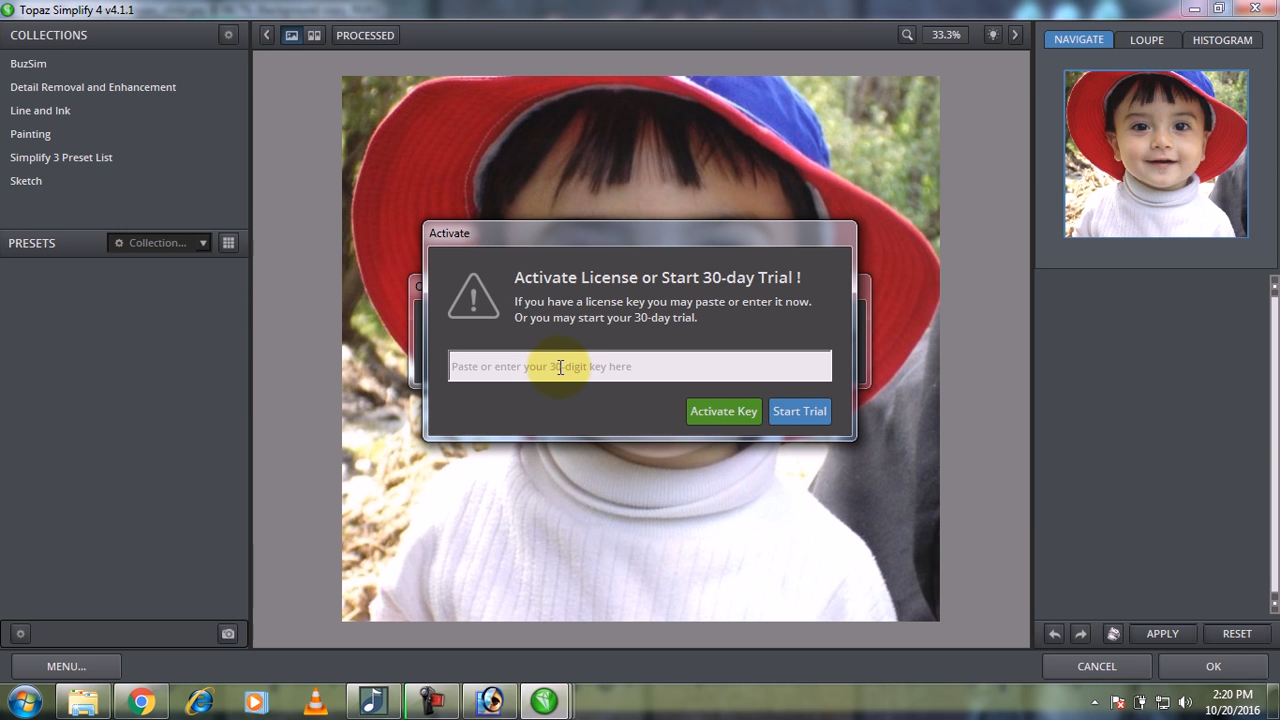 Topaz Simplify 4 v4.1.1
COLLECTIONS
BuzSim
Detail Removal and Enhancement
Line and Ink
Painting
Simplify 3 Preset List
Sketch
PRESETS
Collection...
PROCESSED
33.3%
NAVIGATE
LOUPE
HISTOGRAM
Activate
Activate License or Start 30-day Trial !
If you have a license key you may paste or enter it now.
Or you may start your 30-day trial.
Paste or enter your 30-digit key here
Activate Key
Start Trial
APPLY
RESET
MENU...
CANCEL
OK
2:20 PM
10/20/2016